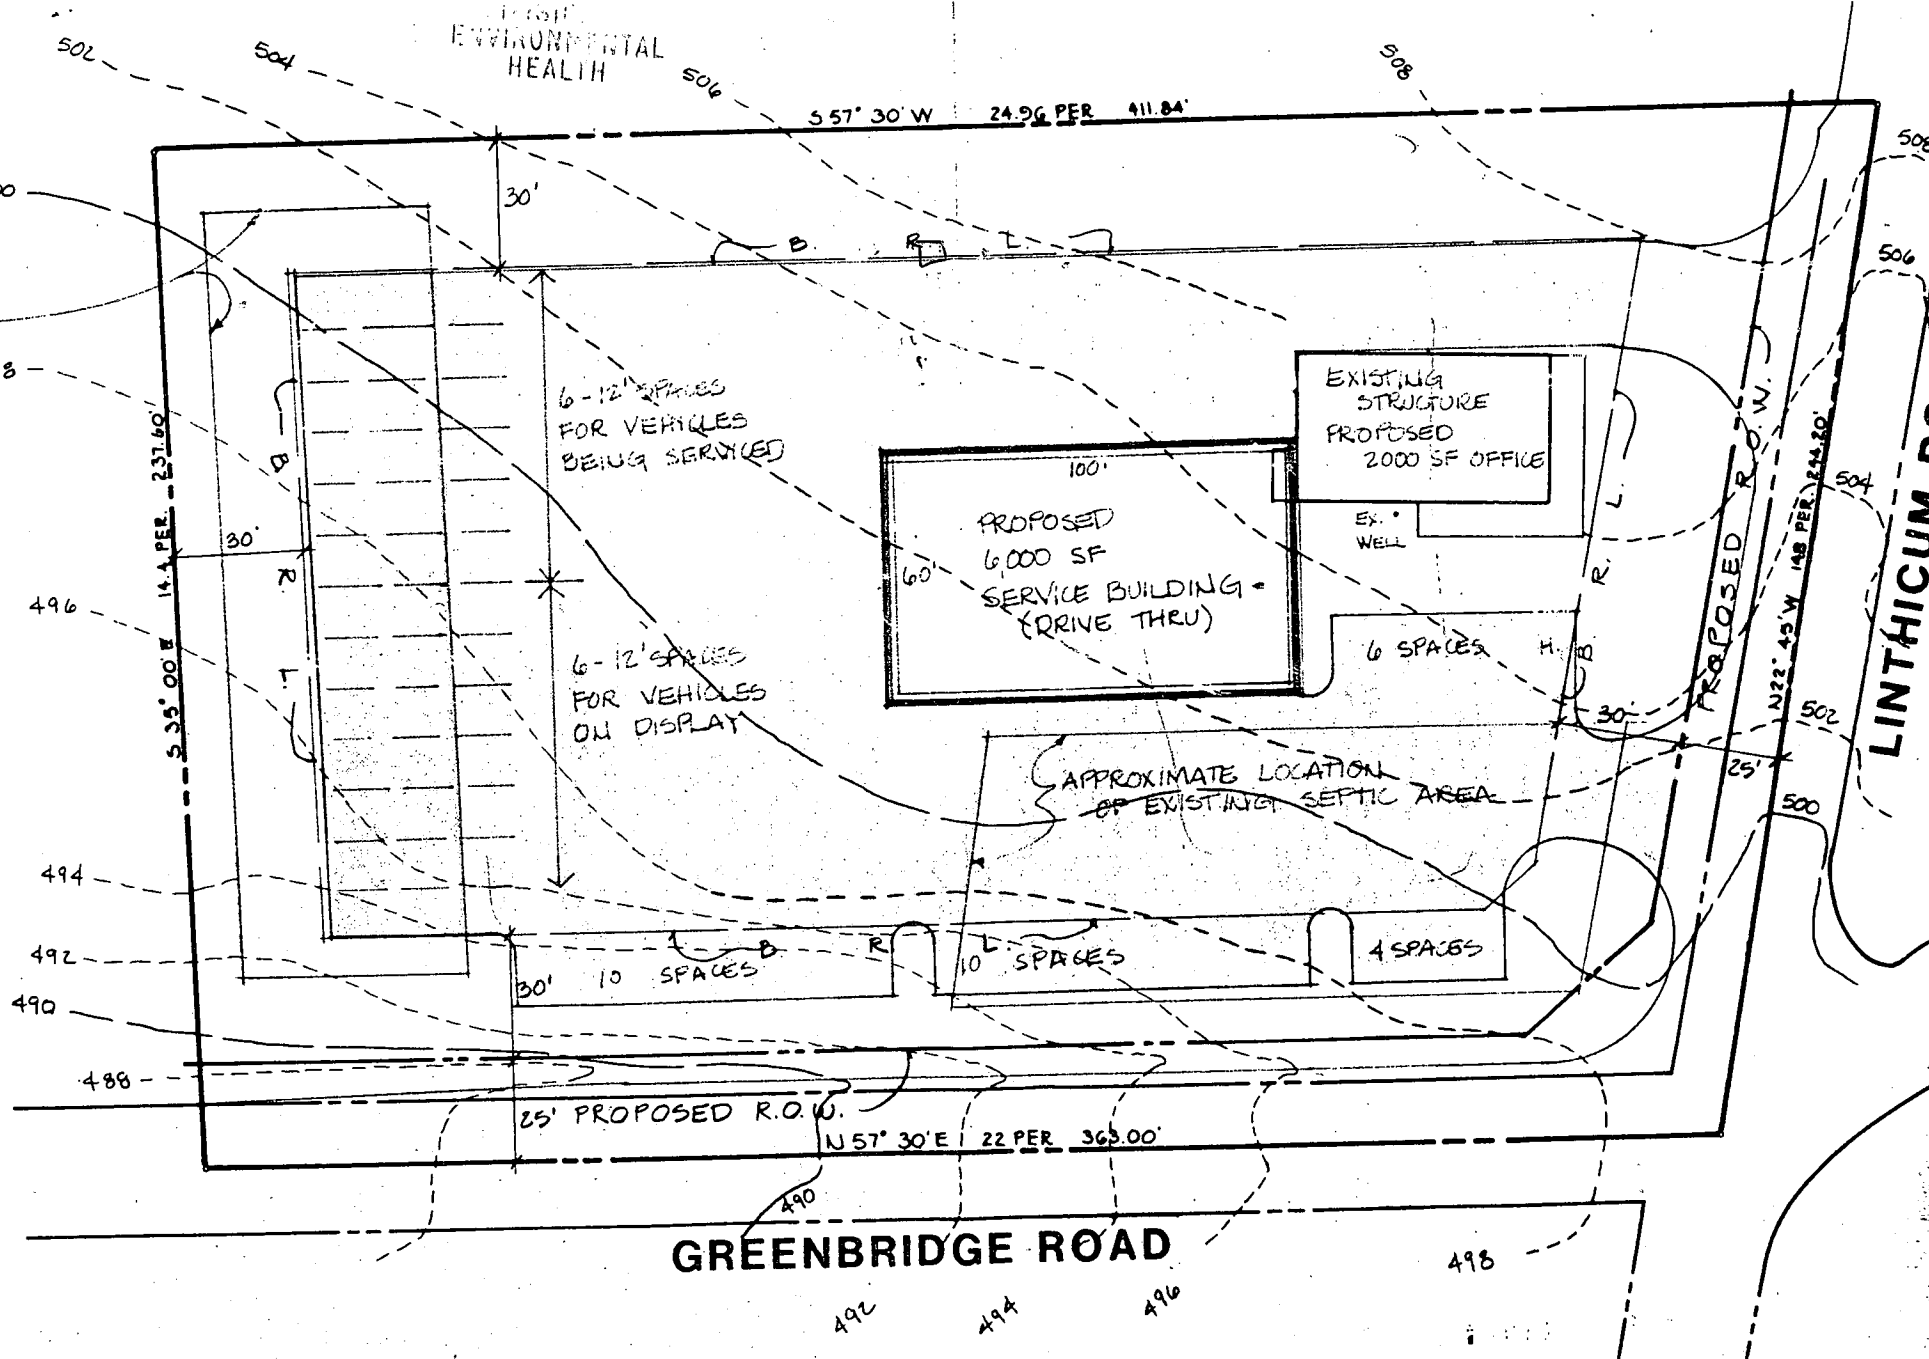 ENVIRONMENTAL
HEALTH
502
504
506
508
S 57° 30' W 24.96 PER 411.84'
508
30'
B. R. L.
506
6-12' SPACES
FOR VEHICLES
BEING SERVICED
EXISTING
STRUCTURE
PROPOSED
2000 SF OFFICE
100'
PROPOSED
6,000 SF
SERVICE BUILDING
(DRIVE THRU)
60'
EX.
WELL
B. R. L.
S 35° 00' E 14.4 PER. 237.60'
30'
B. R. L.
PROPOSED R.O.W.
N22° 45' W 14.8 PER. 244.20'
504
LINTHICUM
496
6-12' SPACES
FOR VEHICLES
ON DISPLAY
6 SPACES
H.
30'
502
25'
APPROXIMATE LOCATION
OF EXISTING SEPTIC AREA
500
494
492
490
488
B R L.
30'
10 SPACES
10 SPACES
4 SPACES
25' PROPOSED R.O.W.
N 57° 30' E 22 PER 363.00'
490
GREENBRIDGE ROAD
498
492
494
496